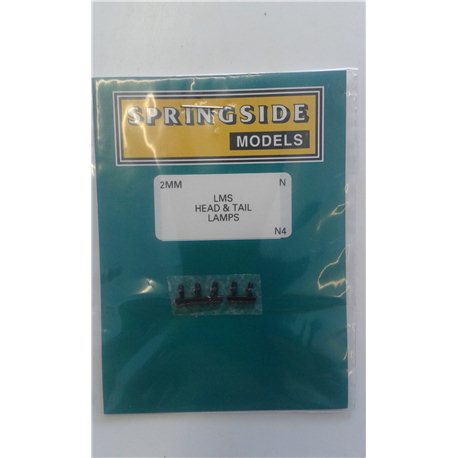 SPRINGSIDE
MODELS
2MM N
LMS
HEAD & TAIL
LAMPS
N4